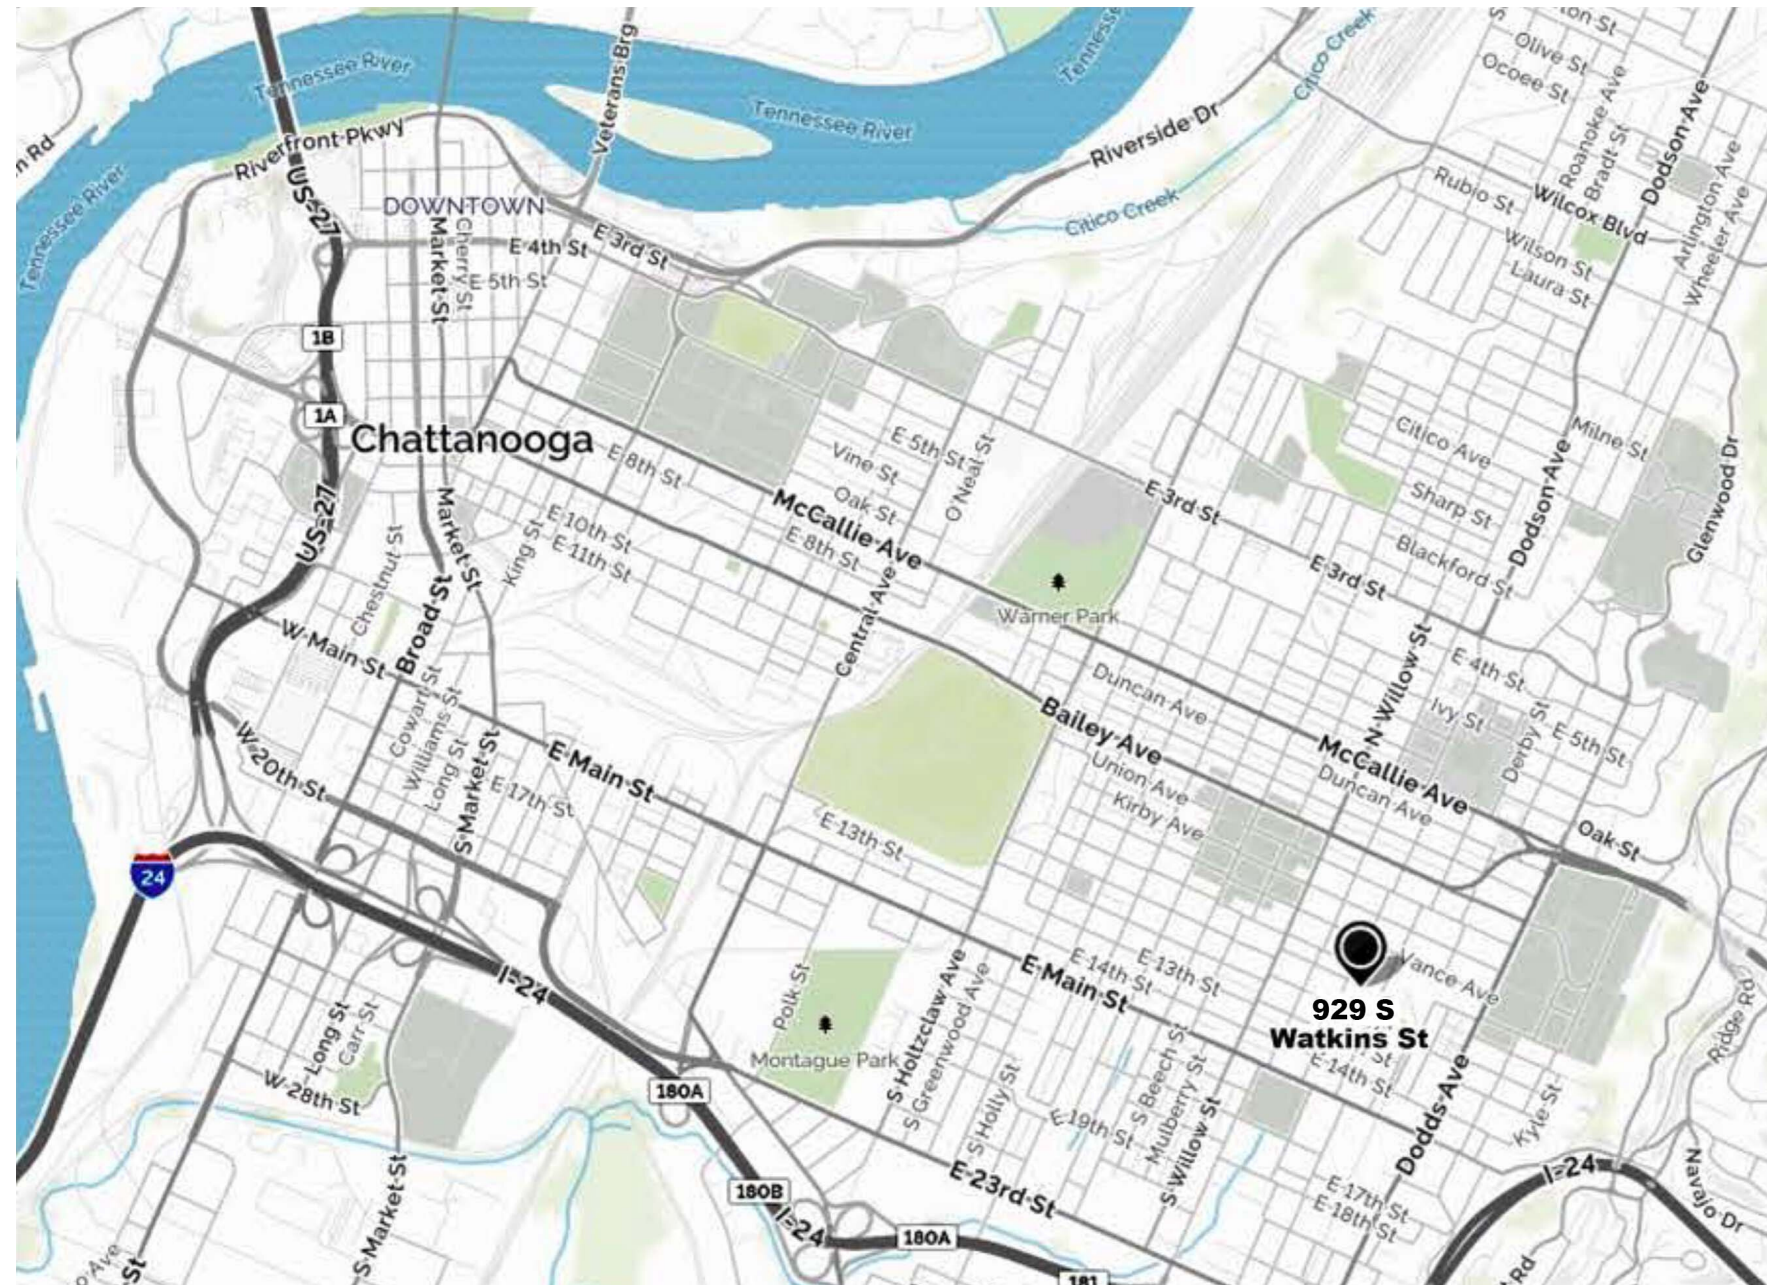 Tennessee River
Veterans Brg
Tennessee River
Citico Creek
Olive St
Ocoee St
Roanoke Ave
Bradt St
Dodson Ave
Arlington Ave
Wheeler Ave
Riverfront Pkwy
Tennessee River
Riverside Dr
Tennessee River
US-27
DOWNTOWN
Market St
Cherry St
E 4th St
E 3rd St
E 5th St
Citico Creek
Rubio St
Wilcox Blvd
Wilson St
Laura St
1B
1A
Chattanooga
E 8th St
Vine St
E 5th St
O'Neal St
Oak St
McCallie Ave
E 8th St
E 3rd St
Citico Ave
Milne St
Sharp St
Dodson Ave
Glenwood Dr
Blackford St
E 3rd St
US-27
Market St
King St
E 10th St
E 11th St
Chestnut St
Broad St
W Main St
Central Ave
Warner Park
N Willow St
E 4th St
Ivy St
Derby St
E 5th St
Duncan Ave
Bailey Ave
McCallie Ave
Duncan Ave
Union Ave
Kirby Ave
Oak St
Cowart St
Williams St
Long St
S Market St
W 20th St
E Main St
E 17th St
E 13th St
24
I-24
Long St
Carr St
W 28th St
Polk St
Montague Park
S Holtzclaw Ave
S Greenwood Ave
E Main St
E 14th St
E 13th St
Vance Ave
929 S
Watkins St
E 14th St
Dodds Ave
Kyle St
Ridge Rd
180A
S Holly St
E 19th St
S Beech St
Mulberry St
S Willow St
E 23rd St
180B
I-24
180A
181
E 17th St
E 18th St
I-24
Navajo Dr
S Market St